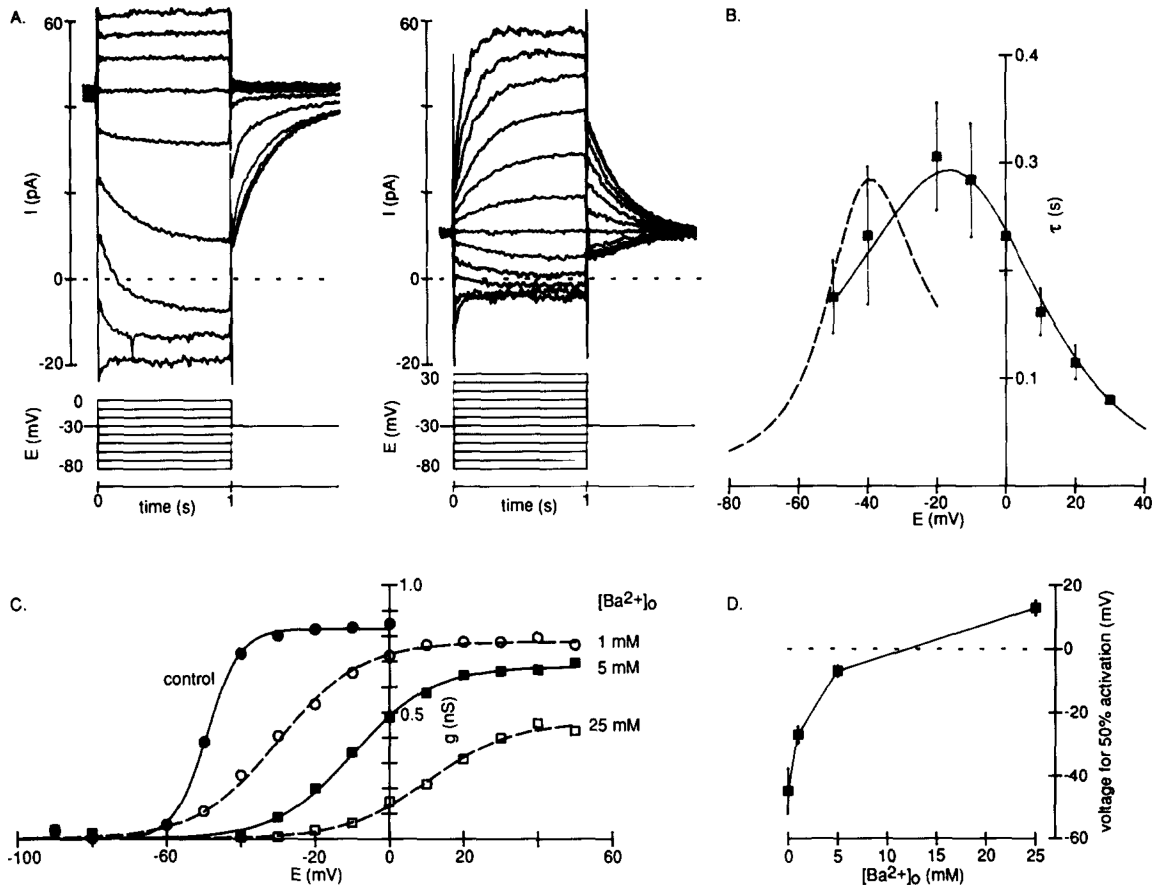 A.
60
I (pA)
0
-20
0
E (mV)
-30
-80
0
1
time (s)
60
40
20
I (pA)
0
-20
30
E (mV)
-30
-80
0
1
time (s)
B.
0.4
0.3
τ (s)
0.1
-80
-60
-40
-20
0
20
40
E (mV)
C.
1.0
[Ba2+]o
1 mM
control
5 mM
0.5
g (nS)
25 mM
-100
-60
-20
0
20
60
E (mV)
D.
20
0
-20
-40
-60
voltage for 50% activation (mV)
0
5
15
25
[Ba2+]o (mM)